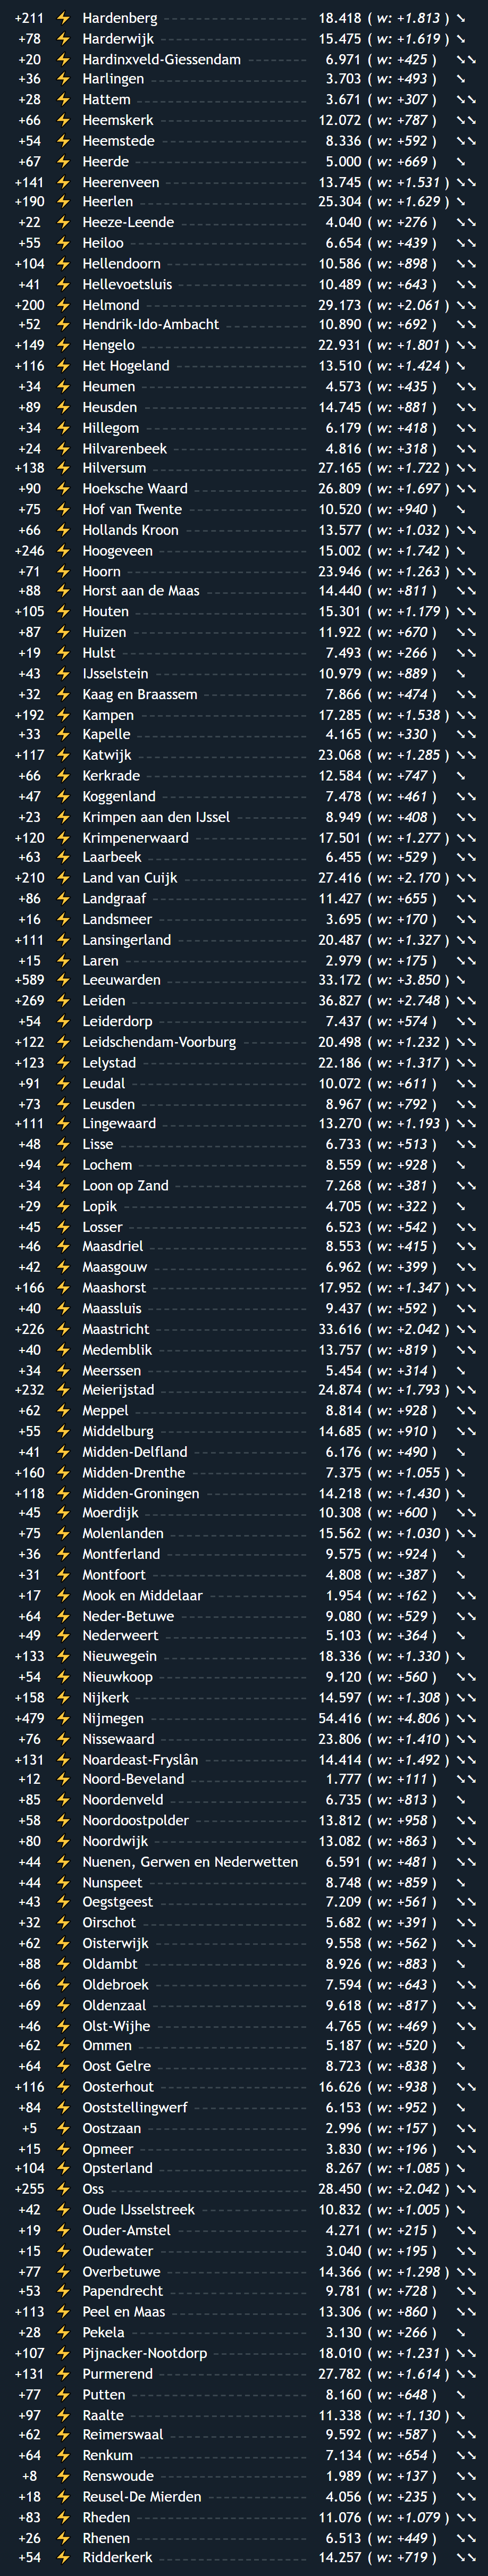 +211 ⚡ Hardenberg 18.418 ( w: +1.813 ) ↘
+78 ⚡ Harderwijk 15.475 ( w: +1.619 ) ↘
+20 ⚡ Hardinxveld-Giessendam 6.971 ( w: +425 ) ↘↘
+36 ⚡ Harlingen 3.703 ( w: +493 ) ↘
+28 ⚡ Hattem 3.671 ( w: +307 ) ↘↘
+66 ⚡ Heemskerk 12.072 ( w: +787 ) ↘↘
+54 ⚡ Heemstede 8.336 ( w: +592 ) ↘↘
+67 ⚡ Heerde 5.000 ( w: +669 ) ↘
+141 ⚡ Heerenveen 13.745 ( w: +1.531 ) ↘↘
+190 ⚡ Heerlen 25.304 ( w: +1.629 ) ↘
+22 ⚡ Heeze-Leende 4.040 ( w: +276 ) ↘↘
+55 ⚡ Heiloo 6.654 ( w: +439 ) ↘↘
+104 ⚡ Hellendoorn 10.586 ( w: +898 ) ↘↘
+41 ⚡ Hellevoetsluis 10.489 ( w: +643 ) ↘↘
+200 ⚡ Helmond 29.173 ( w: +2.061 ) ↘↘
+52 ⚡ Hendrik-Ido-Ambacht 10.890 ( w: +692 ) ↘↘
+149 ⚡ Hengelo 22.931 ( w: +1.801 ) ↘↘
+116 ⚡ Het Hogeland 13.510 ( w: +1.424 ) ↘
+34 ⚡ Heumen 4.573 ( w: +435 ) ↘↘
+89 ⚡ Heusden 14.745 ( w: +881 ) ↘↘
+34 ⚡ Hillegom 6.179 ( w: +418 ) ↘↘
+24 ⚡ Hilvarenbeek 4.816 ( w: +318 ) ↘↘
+138 ⚡ Hilversum 27.165 ( w: +1.722 ) ↘↘
+90 ⚡ Hoeksche Waard 26.809 ( w: +1.697 ) ↘↘
+75 ⚡ Hof van Twente 10.520 ( w: +940 ) ↘
+66 ⚡ Hollands Kroon 13.577 ( w: +1.032 ) ↘↘
+246 ⚡ Hoogeveen 15.002 ( w: +1.742 ) ↘
+71 ⚡ Hoorn 23.946 ( w: +1.263 ) ↘↘
+88 ⚡ Horst aan de Maas 14.440 ( w: +811 ) ↘↘
+105 ⚡ Houten 15.301 ( w: +1.179 ) ↘↘
+87 ⚡ Huizen 11.922 ( w: +670 ) ↘↘
+19 ⚡ Hulst 7.493 ( w: +266 ) ↘↘
+43 ⚡ IJsselstein 10.979 ( w: +889 ) ↘
+32 ⚡ Kaag en Braassem 7.866 ( w: +474 ) ↘↘
+192 ⚡ Kampen 17.285 ( w: +1.538 ) ↘↘
+33 ⚡ Kapelle 4.165 ( w: +330 ) ↘↘
+117 ⚡ Katwijk 23.068 ( w: +1.285 ) ↘↘
+66 ⚡ Kerkrade 12.584 ( w: +747 ) ↘
+47 ⚡ Koggenland 7.478 ( w: +461 ) ↘↘
+23 ⚡ Krimpen aan den IJssel 8.949 ( w: +408 ) ↘↘
+120 ⚡ Krimpenerwaard 17.501 ( w: +1.277 ) ↘↘
+63 ⚡ Laarbeek 6.455 ( w: +529 ) ↘↘
+210 ⚡ Land van Cuijk 27.416 ( w: +2.170 ) ↘↘
+86 ⚡ Landgraaf 11.427 ( w: +655 ) ↘↘
+16 ⚡ Landsmeer 3.695 ( w: +170 ) ↘↘
+111 ⚡ Lansingerland 20.487 ( w: +1.327 ) ↘↘
+15 ⚡ Laren 2.979 ( w: +175 ) ↘↘
+589 ⚡ Leeuwarden 33.172 ( w: +3.850 ) ↘
+269 ⚡ Leiden 36.827 ( w: +2.748 ) ↘↘
+54 ⚡ Leiderdorp 7.437 ( w: +574 ) ↘↘
+122 ⚡ Leidschendam-Voorburg 20.498 ( w: +1.232 ) ↘↘
+123 ⚡ Lelystad 22.186 ( w: +1.317 ) ↘↘
+91 ⚡ Leudal 10.072 ( w: +611 ) ↘↘
+73 ⚡ Leusden 8.967 ( w: +792 ) ↘↘
+111 ⚡ Lingewaard 13.270 ( w: +1.193 ) ↘↘
+48 ⚡ Lisse 6.733 ( w: +513 ) ↘↘
+94 ⚡ Lochem 8.559 ( w: +928 ) ↘
+34 ⚡ Loon op Zand 7.268 ( w: +381 ) ↘↘
+29 ⚡ Lopik 4.705 ( w: +322 ) ↘
+45 ⚡ Losser 6.523 ( w: +542 ) ↘↘
+46 ⚡ Maasdriel 8.553 ( w: +415 ) ↘↘
+42 ⚡ Maasgouw 6.962 ( w: +399 ) ↘↘
+166 ⚡ Maashorst 17.952 ( w: +1.347 ) ↘↘
+40 ⚡ Maassluis 9.437 ( w: +592 ) ↘↘
+226 ⚡ Maastricht 33.616 ( w: +2.042 ) ↘↘
+40 ⚡ Medemblik 13.757 ( w: +819 ) ↘↘
+34 ⚡ Meerssen 5.454 ( w: +314 ) ↘
+232 ⚡ Meierijstad 24.874 ( w: +1.793 ) ↘↘
+62 ⚡ Meppel 8.814 ( w: +928 ) ↘↘
+55 ⚡ Middelburg 14.685 ( w: +910 ) ↘↘
+41 ⚡ Midden-Delfland 6.176 ( w: +490 ) ↘
+160 ⚡ Midden-Drenthe 7.375 ( w: +1.055 ) ↘
+118 ⚡ Midden-Groningen 14.218 ( w: +1.430 ) ↘
+45 ⚡ Moerdijk 10.308 ( w: +600 ) ↘↘
+75 ⚡ Molenlanden 15.562 ( w: +1.030 ) ↘↘
+36 ⚡ Montferland 9.575 ( w: +924 ) ↘
+31 ⚡ Montfoort 4.808 ( w: +387 ) ↘
+17 ⚡ Mook en Middelaar 1.954 ( w: +162 ) ↘↘
+64 ⚡ Neder-Betuwe 9.080 ( w: +529 ) ↘↘
+49 ⚡ Nederweert 5.103 ( w: +364 ) ↘
+133 ⚡ Nieuwegein 18.336 ( w: +1.330 ) ↘↘
+54 ⚡ Nieuwkoop 9.120 ( w: +560 ) ↘↘
+158 ⚡ Nijkerk 14.597 ( w: +1.308 ) ↘↘
+479 ⚡ Nijmegen 54.416 ( w: +4.806 ) ↘↘
+76 ⚡ Nissewaard 23.806 ( w: +1.410 ) ↘↘
+131 ⚡ Noardeast-Fryslân 14.414 ( w: +1.492 ) ↘↘
+12 ⚡ Noord-Beveland 1.777 ( w: +111 ) ↘↘
+85 ⚡ Noordenveld 6.735 ( w: +813 ) ↘
+58 ⚡ Noordoostpolder 13.812 ( w: +958 ) ↘↘
+80 ⚡ Noordwijk 13.082 ( w: +863 ) ↘↘
+44 ⚡ Nuenen, Gerwen en Nederwetten 6.591 ( w: +481 ) ↘↘
+44 ⚡ Nunspeet 8.748 ( w: +859 ) ↘
+43 ⚡ Oegstgeest 7.209 ( w: +561 ) ↘↘
+32 ⚡ Oirschot 5.682 ( w: +391 ) ↘↘
+62 ⚡ Oisterwijk 9.558 ( w: +562 ) ↘↘
+88 ⚡ Oldambt 8.926 ( w: +883 ) ↘
+66 ⚡ Oldebroek 7.594 ( w: +643 ) ↘↘
+69 ⚡ Oldenzaal 9.618 ( w: +817 ) ↘↘
+46 ⚡ Olst-Wijhe 4.765 ( w: +469 ) ↘↘
+62 ⚡ Ommen 5.187 ( w: +520 ) ↘
+64 ⚡ Oost Gelre 8.723 ( w: +838 ) ↘
+116 ⚡ Oosterhout 16.626 ( w: +938 ) ↘↘
+84 ⚡ Ooststellingwerf 6.153 ( w: +952 ) ↘
+5 ⚡ Oostzaan 2.996 ( w: +157 ) ↘↘
+15 ⚡ Opmeer 3.830 ( w: +196 ) ↘↘
+104 ⚡ Opsterland 8.267 ( w: +1.085 ) ↘
+255 ⚡ Oss 28.450 ( w: +2.042 ) ↘↘
+42 ⚡ Oude IJsselstreek 10.832 ( w: +1.005 ) ↘
+19 ⚡ Ouder-Amstel 4.271 ( w: +215 ) ↘↘
+15 ⚡ Oudewater 3.040 ( w: +195 ) ↘↘
+77 ⚡ Overbetuwe 14.366 ( w: +1.298 ) ↘↘
+53 ⚡ Papendrecht 9.781 ( w: +728 ) ↘↘
+113 ⚡ Peel en Maas 13.306 ( w: +860 ) ↘↘
+28 ⚡ Pekela 3.130 ( w: +266 ) ↘
+107 ⚡ Pijnacker-Nootdorp 18.010 ( w: +1.231 ) ↘↘
+131 ⚡ Purmerend 27.782 ( w: +1.614 ) ↘↘
+77 ⚡ Putten 8.160 ( w: +648 ) ↘
+97 ⚡ Raalte 11.338 ( w: +1.130 ) ↘
+62 ⚡ Reimerswaal 9.592 ( w: +587 ) ↘↘
+64 ⚡ Renkum 7.134 ( w: +654 ) ↘↘
+8 ⚡ Renswoude 1.989 ( w: +137 ) ↘↘
+18 ⚡ Reusel-De Mierden 4.056 ( w: +235 ) ↘↘
+83 ⚡ Rheden 11.076 ( w: +1.079 ) ↘↘
+26 ⚡ Rhenen 6.513 ( w: +449 ) ↘↘
+54 ⚡ Ridderkerk 14.257 ( w: +719 ) ↘↘